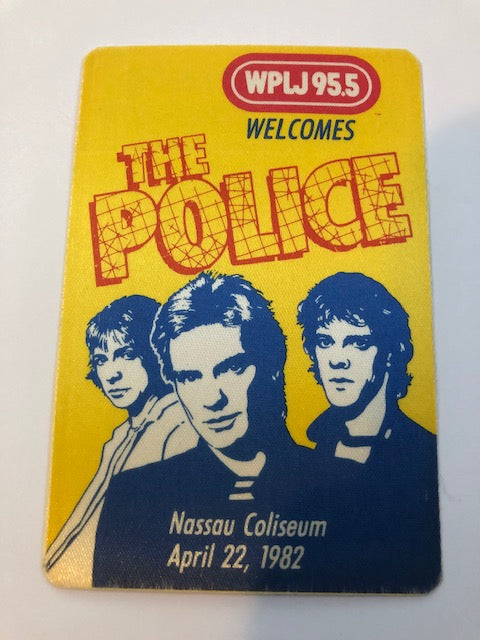 WPLJ 95.5
WELCOMES
THE
POLICE
Nassau Coliseum
April 22, 1982